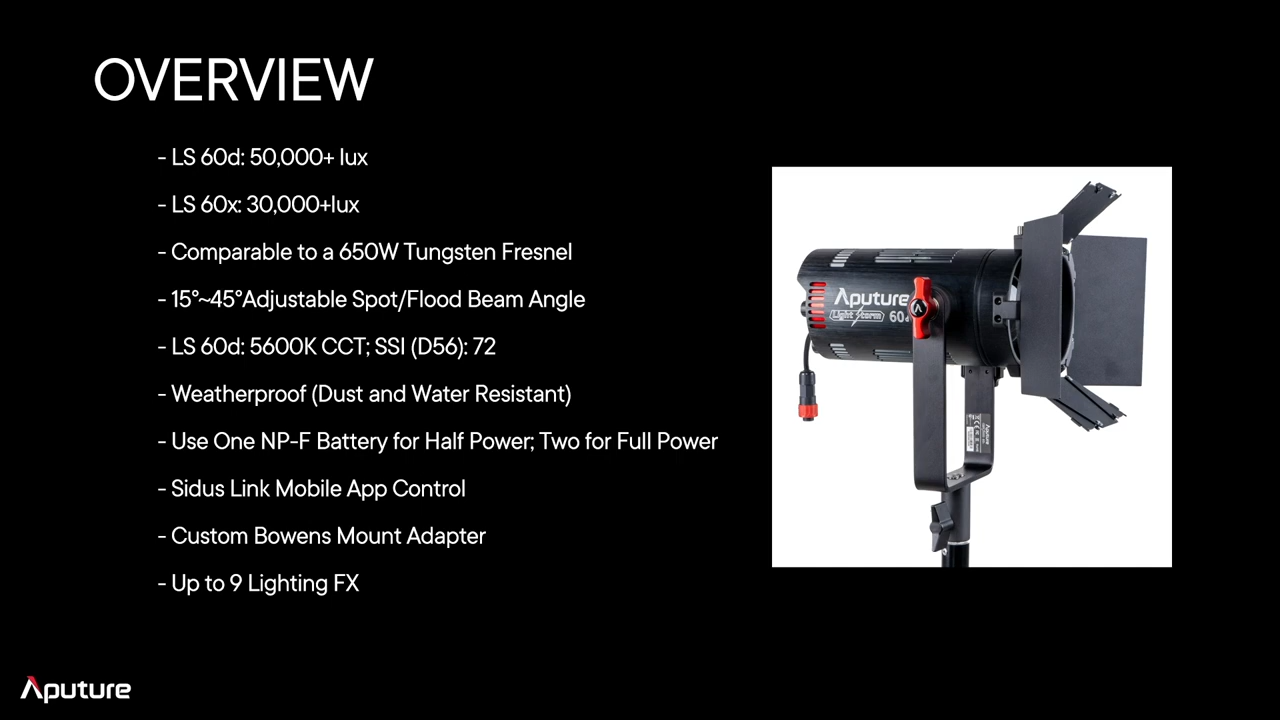 OVERVIEW
- LS 60d: 50,000+ lux
- LS 60x: 30,000+lux
- Comparable to a 650W Tungsten Fresnel
- 15°~45°Adjustable Spot/Flood Beam Angle
- LS 60d: 5600K CCT; SSI (D56): 72
- Weatherproof (Dust and Water Resistant)
- Use One NP-F Battery for Half Power; Two for Full Power
- Sidus Link Mobile App Control
- Custom Bowens Mount Adapter
- Up to 9 Lighting FX
Aputure
Light Storm 60d
Aputure